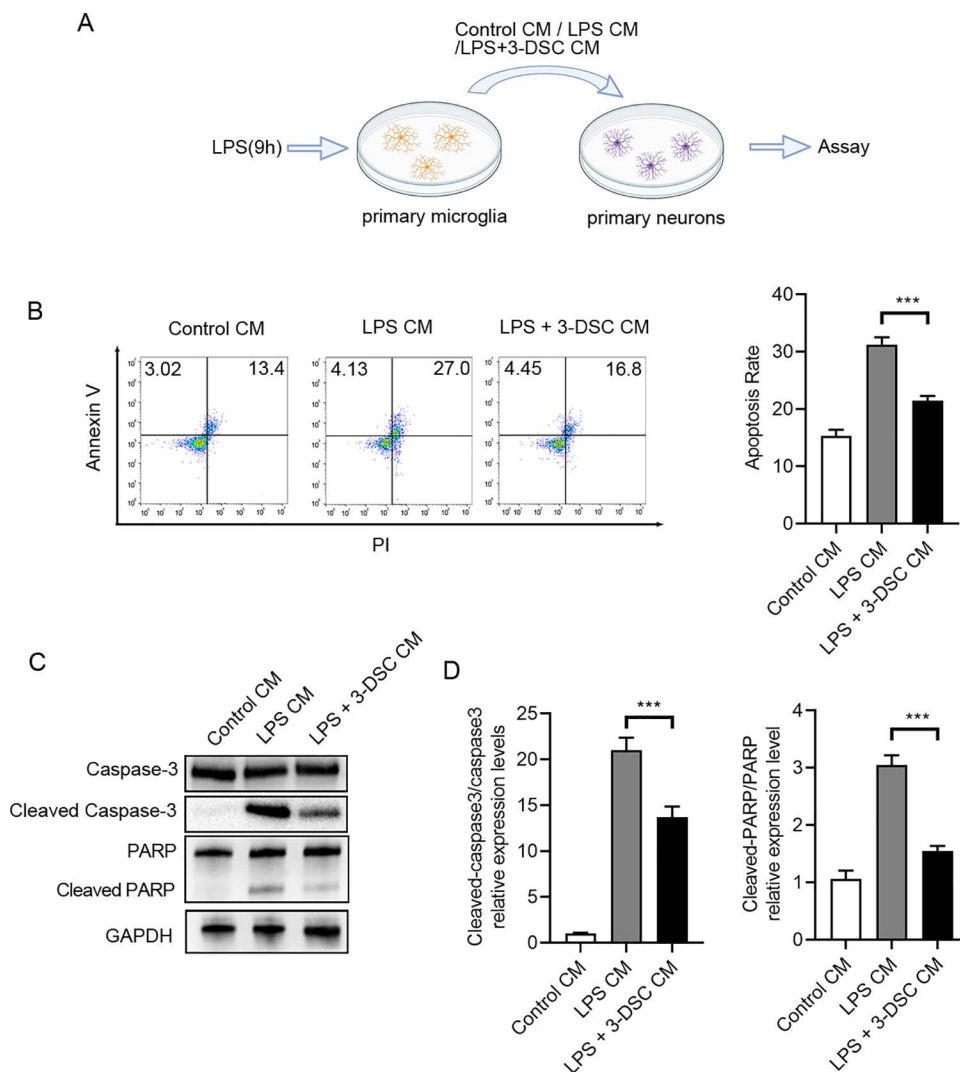 A
Control CM / LPS CM
/LPS+3-DSC CM
LPS(9h)
Assay
primary microglia
primary neurons
B
Control CM
LPS CM
LPS + 3-DSC CM
3.02
13.4
4.13
27.0
4.45
16.8
Annexin V
PI
Apoptosis Rate
40
30
20
10
0
***
Control CM
LPS CM
LPS + 3-DSC CM
C
Control CM
LPS CM
LPS + 3-DSC CM
Caspase-3
Cleaved Caspase-3
PARP
Cleaved PARP
GAPDH
D
Cleaved-caspase3/caspase3
relative expression levels
25
20
15
10
5
0
***
Control CM
LPS CM
LPS + 3-DSC CM
Cleaved-PARP/PARP
relative expression level
4
3
2
1
0
***
Control CM
LPS CM
LPS + 3-DSC CM